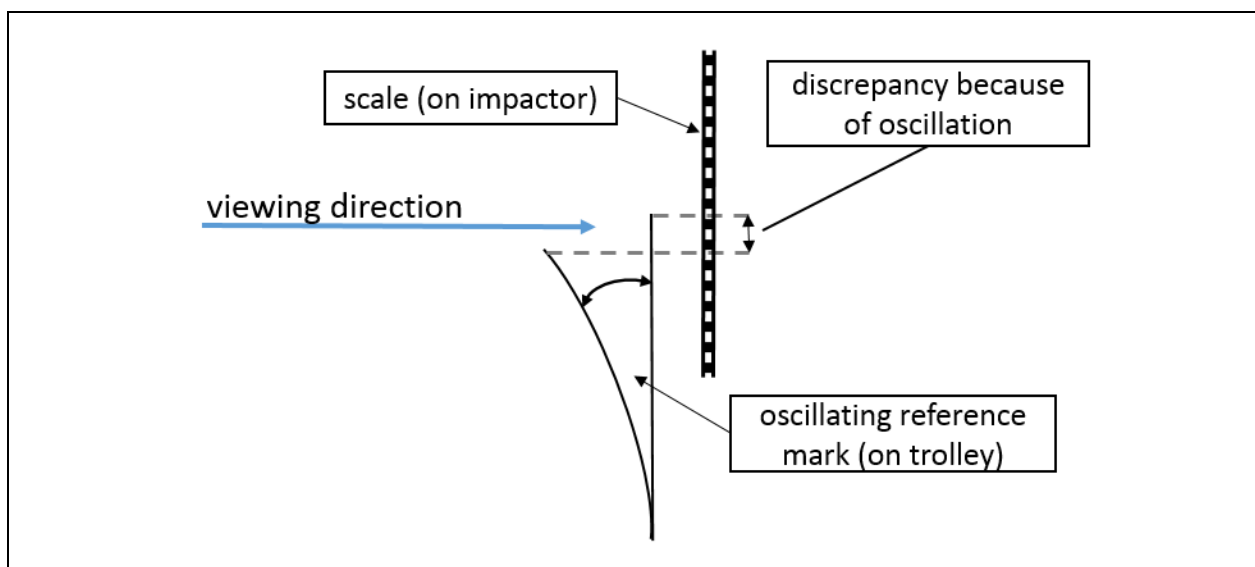 scale (on impactor)
discrepancy because
of oscillation
viewing direction
oscillating reference
mark (on trolley)